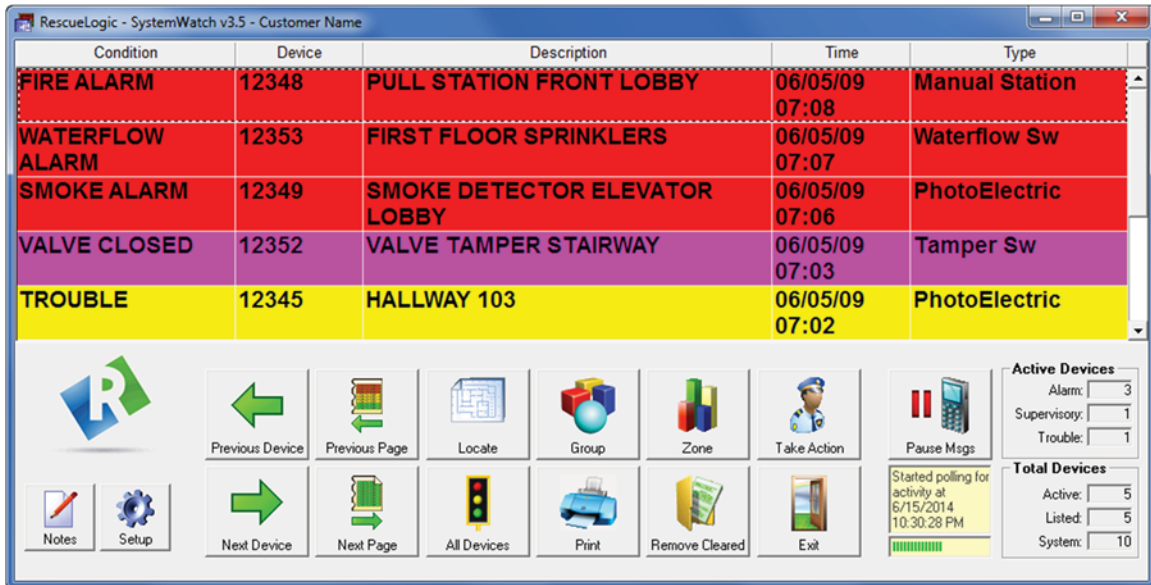 RescueLogic - SystemWatch v3.5 - Customer Name
Condition Device Description Time Type
FIRE ALARM 12348 PULL STATION FRONT LOBBY 06/05/09 Manual Station
07:08
WATERFLOW 12353 FIRST FLOOR SPRINKLERS 06/05/09 Waterflow Sw
ALARM 07:07
SMOKE ALARM 12349 SMOKE DETECTOR ELEVATOR 06/05/09 PhotoElectric
LOBBY 07:06
VALVE CLOSED 12352 VALVE TAMPER STAIRWAY 06/05/09 Tamper Sw
07:03
TROUBLE 12345 HALLWAY 103 06/05/09 PhotoElectric
07:02
R
Previous Device Previous Page Locate Group Zone Take Action Pause Msgs
Active Devices
Alarm: 3
Supervisory: 1
Trouble: 1
Notes Setup
Next Device Next Page All Devices Print Remove Cleared Exit
Started polling for
activity at
6/15/2014
10:30:28 PM
Total Devices
Active: 5
Listed: 5
System: 10